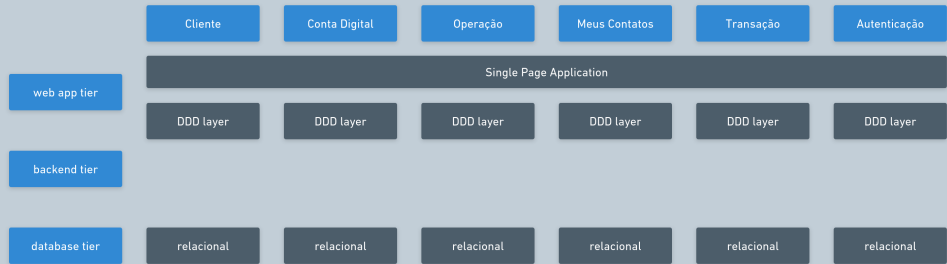 Cliente
Conta Digital
Operação
Meus Contatos
Transação
Autenticação
Single Page Application
web app tier
DDD layer
DDD layer
DDD layer
DDD layer
DDD layer
DDD layer
backend tier
database tier
relacional
relacional
relacional
relacional
relacional
relacional